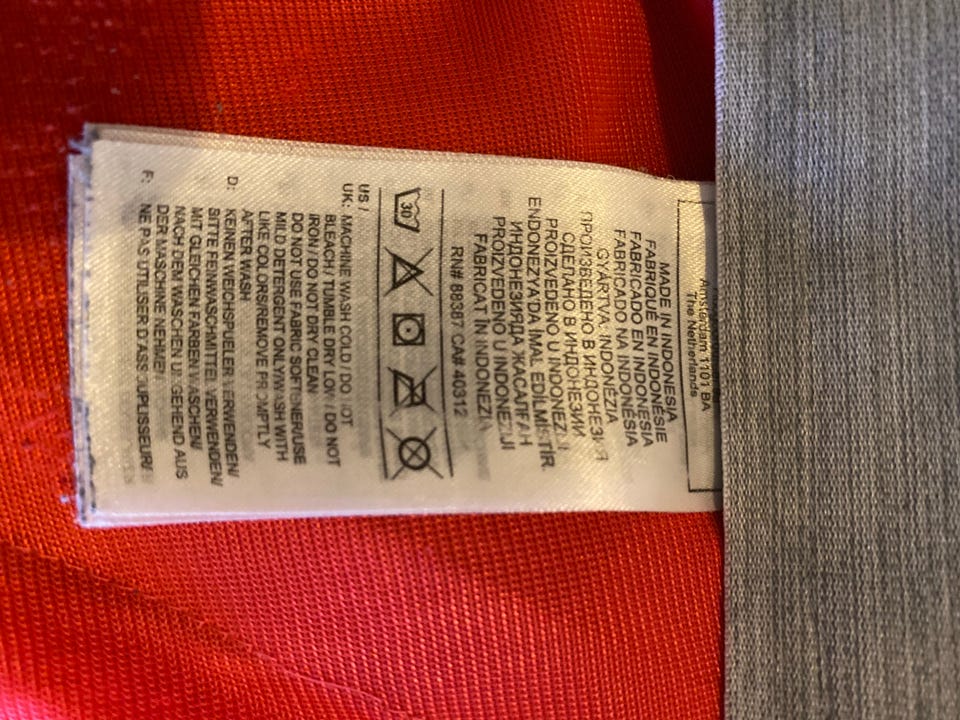 Amsterdam 1101 BA
The Netherlands
MADE IN INDONESIA
FABRIQUÉ EN INDONÉSIE
FABRICADO EN INDONESIA
FABRICADO NA INDONÉSIA
GYÁRTVA: INDONÉZIA
ПРОИЗВЕДЕНО В ИНДОНЕЗИЯ
СДЕЛАНО В ИНДОНЕЗИИ
PROIZVEDENO U INDONEZIJI
ENDONEZYA'DA İMAL EDİLMİŞTİR.
ИНДОНЕЗИЯДА ЖАСАЛҒАН
PROIZVEDENO U INDONEZIJI
FABRICAT ÎN INDONEZIA
RN# 88387 CA# 40312
30
US /
UK: MACHINE WASH COLD / DO NOT
BLEACH / TUMBLE DRY LOW / DO NOT
IRON / DO NOT DRY CLEAN
DO NOT USE FABRIC SOFTENER/USE
MILD DETERGENT ONLY/WASH WITH
LIKE COLORS/REMOVE PROMPTLY
AFTER WASH
D: KEINEN WEICHSPUELER VERWENDEN/
BITTE FEINWASCHMITTEL VERWENDEN/
MIT GLEICHEN FARBEN WASCHEN/
NACH DEM WASCHEN UMGEHEND AUS
DER MASCHINE NEHMEN
F: NE PAS UTILISER D'ASSOUPLISSEUR/